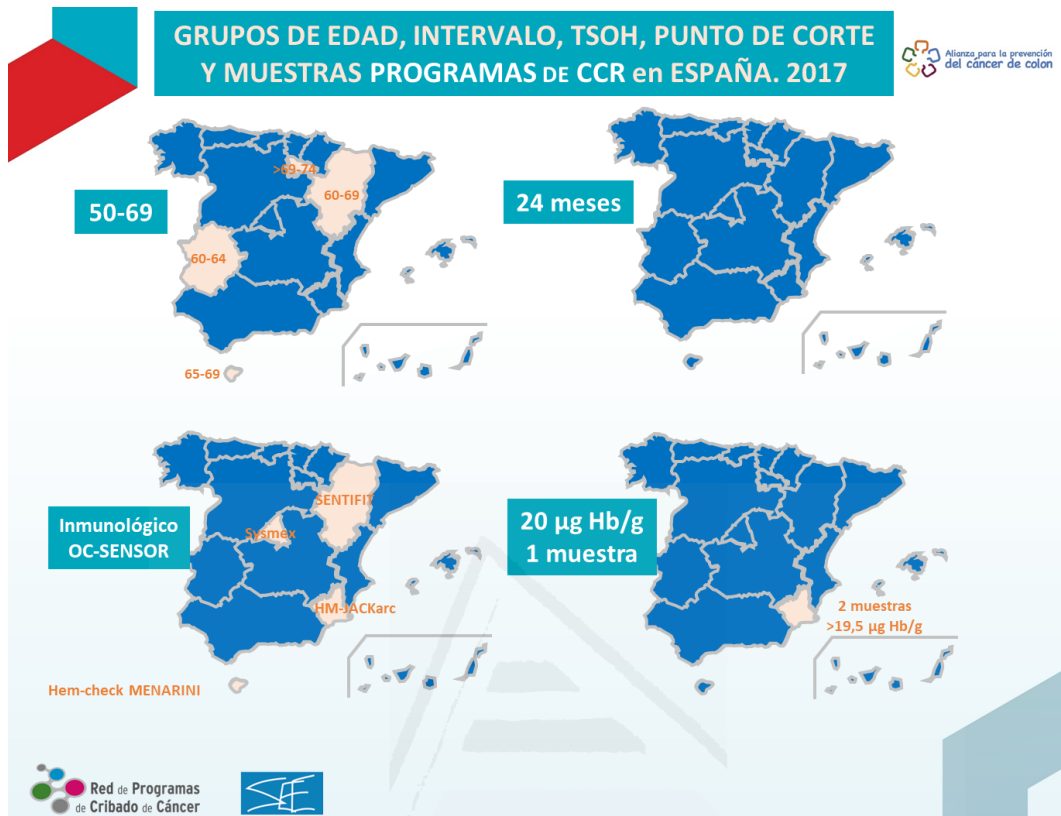 GRUPOS DE EDAD, INTERVALO, TSOH, PUNTO DE CORTE
Y MUESTRAS PROGRAMAS DE CCR en ESPAÑA. 2017
Alianza para la prevención
del cáncer de colon
50-69
>69-74
60-69
60-64
65-69
24 meses
Inmunológico
OC-SENSOR
SENTIFIT
Sysmex
HM-JACKarc
Hem-check MENARINI
20 µg Hb/g
1 muestra
2 muestras
>19,5 µg Hb/g
Red de Programas
de Cribado de Cáncer
SEE